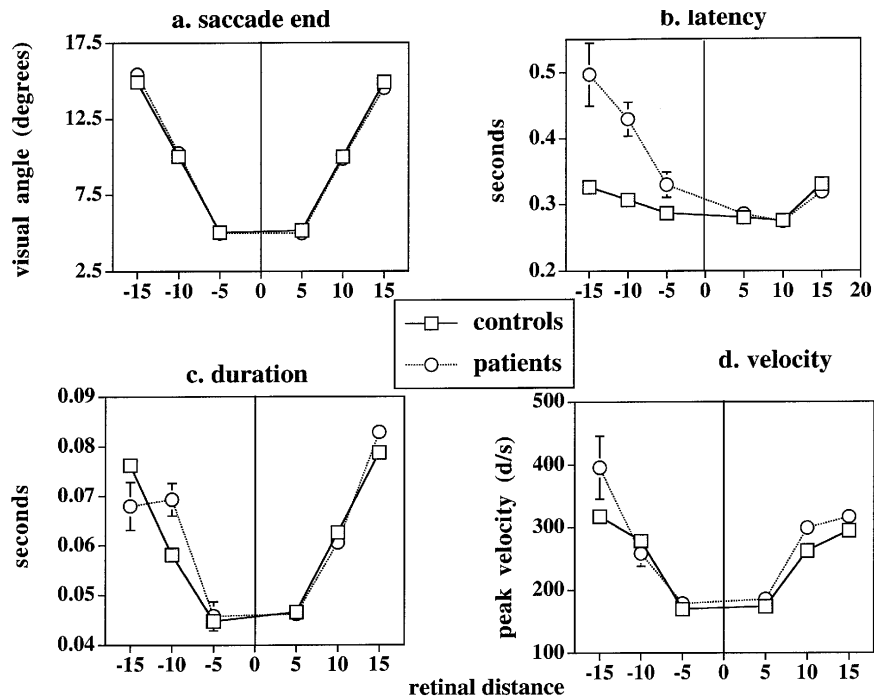 a. saccade end
17.5
12.5
7.5
2.5
visual angle (degrees)
-15 -10 -5 0 5 10 15
b. latency
0.5
0.4
0.3
0.2
seconds
-15 -10 -5 0 5 10 15 20
controls
patients
c. duration
0.09
0.08
0.07
0.06
0.05
0.04
seconds
-15 -10 -5 0 5 10 15
d. velocity
500
400
300
200
100
peak velocity (d/s)
-15 -10 -5 0 5 10 15
retinal distance